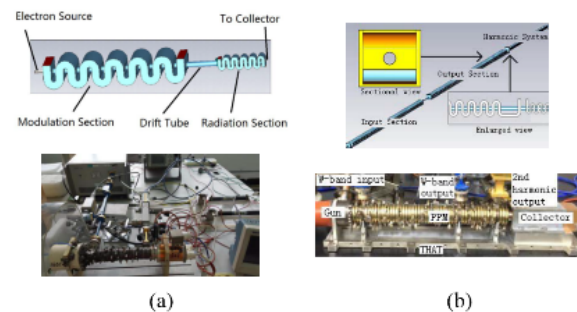 Electron Source
To Collector
Modulation Section
Drift Tube
Radiation Section
Harmonic System
Sectional view
Output Section
Input Section
Enlarged view
W-band input
W-band
output
2nd
harmonic
output
Gun
PPM
Collector
THAT
(a)
(b)